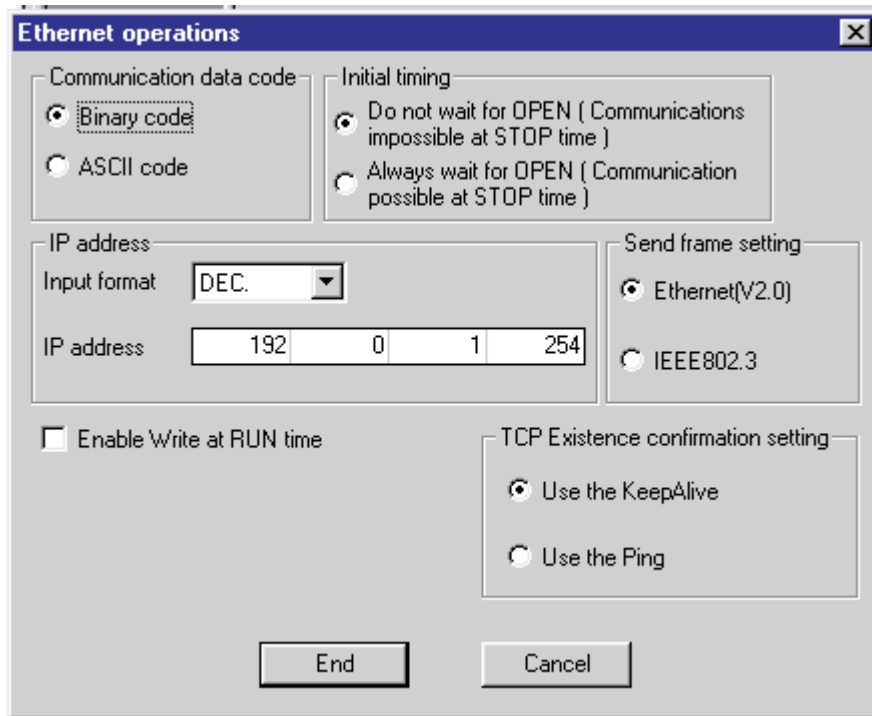 Ethernet operations
Communication data code
Binary code
ASCII code
Initial timing
Do not wait for OPEN ( Communications
impossible at STOP time )
Always wait for OPEN ( Communication
possible at STOP time )
IP address
Input format DEC.
IP address 192 0 1 254
Send frame setting
Ethernet(V2.0)
IEEE802.3
Enable Write at RUN time
TCP Existence confirmation setting
Use the KeepAlive
Use the Ping
End Cancel